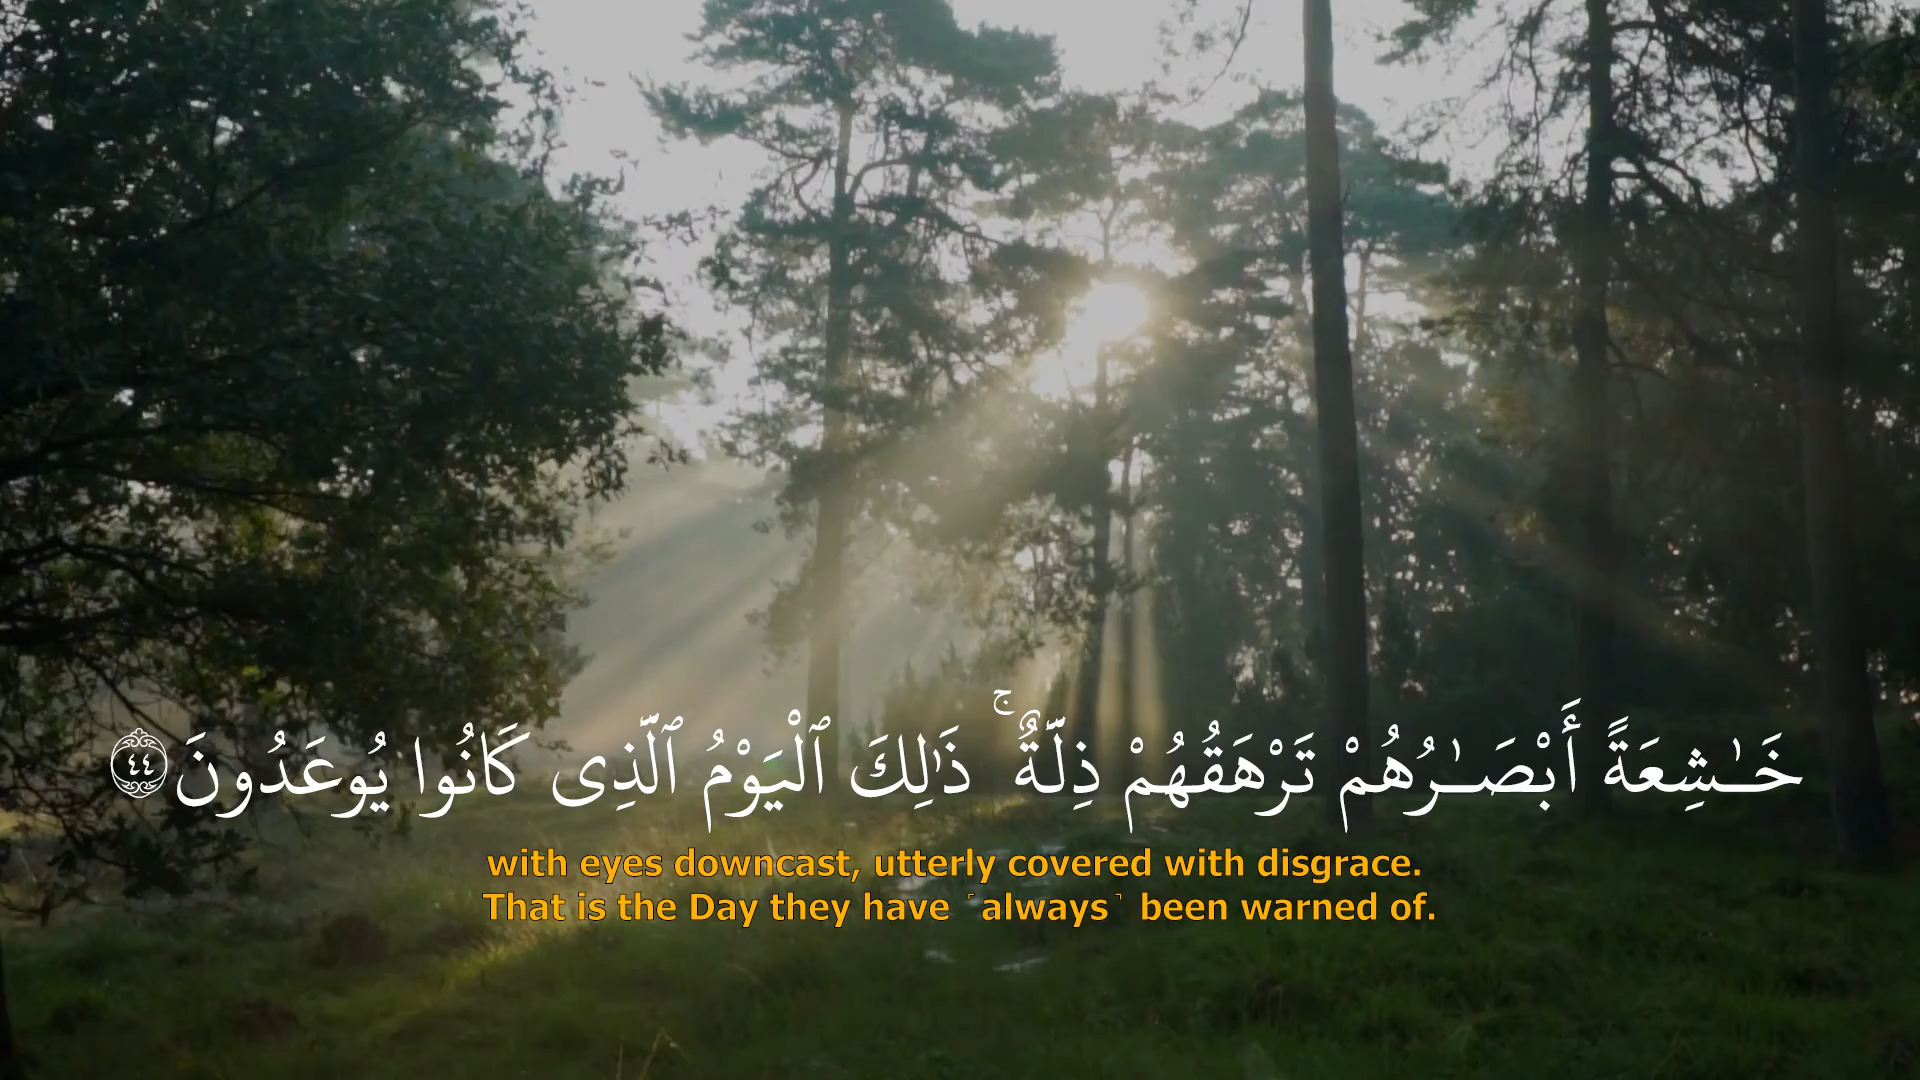 خَـٰشِعَةً أَبْصَـٰرُهُمْ تَرْهَقُهُمْ ذِلَّةٌ ۚ ذَٰلِكَ ٱلْيَوْمُ ٱلَّذِى كَانُوا يُوعَدُونَ ٤٤
with eyes downcast, utterly covered with disgrace.
That is the Day they have ˹always˺ been warned of.